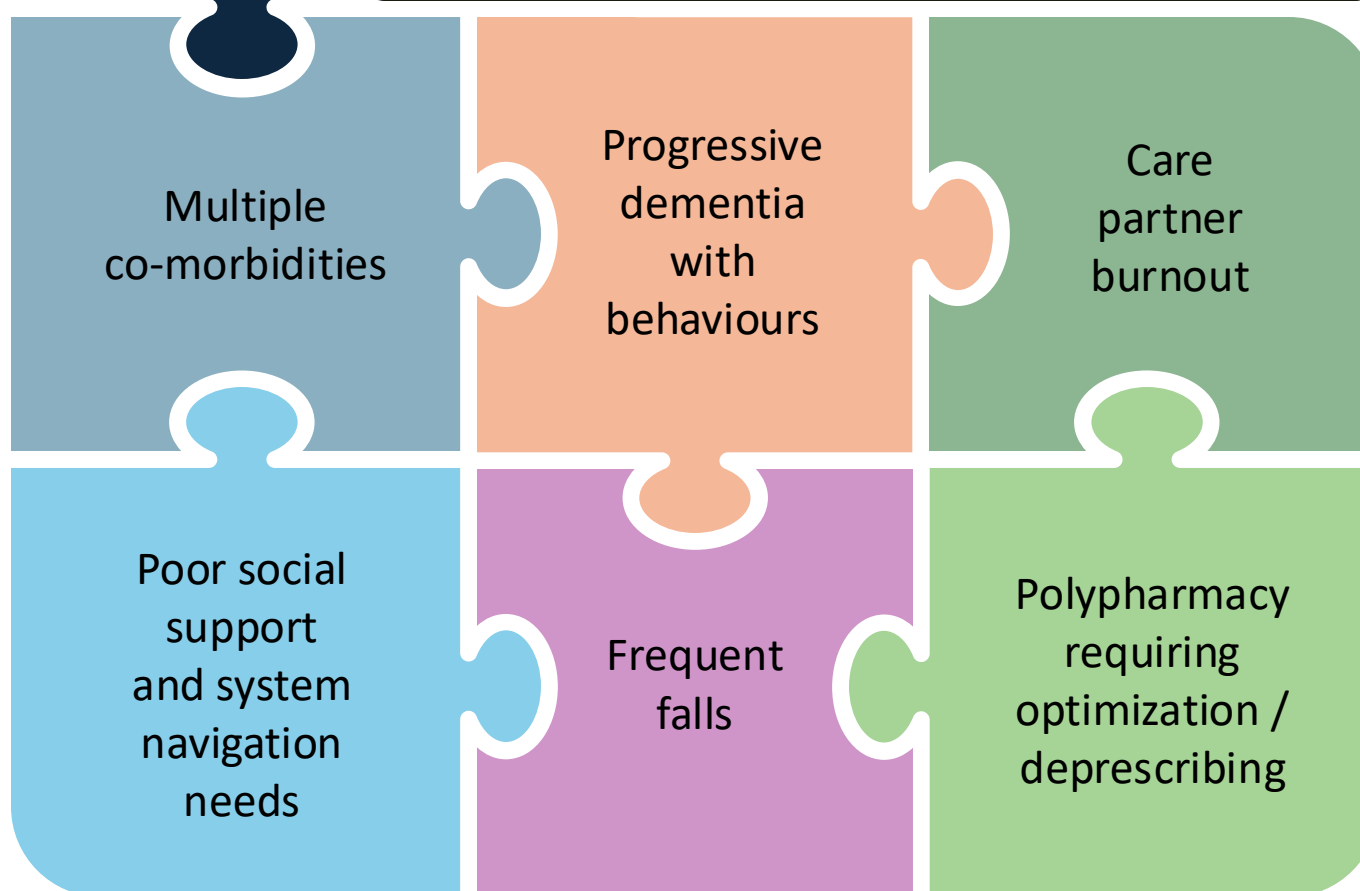 Multiple
co-morbidities
Progressive
dementia
with
behaviours
Care
partner
burnout
Poor social
support
and system
navigation
needs
Frequent
falls
Polypharmacy
requiring
optimization /
deprescribing